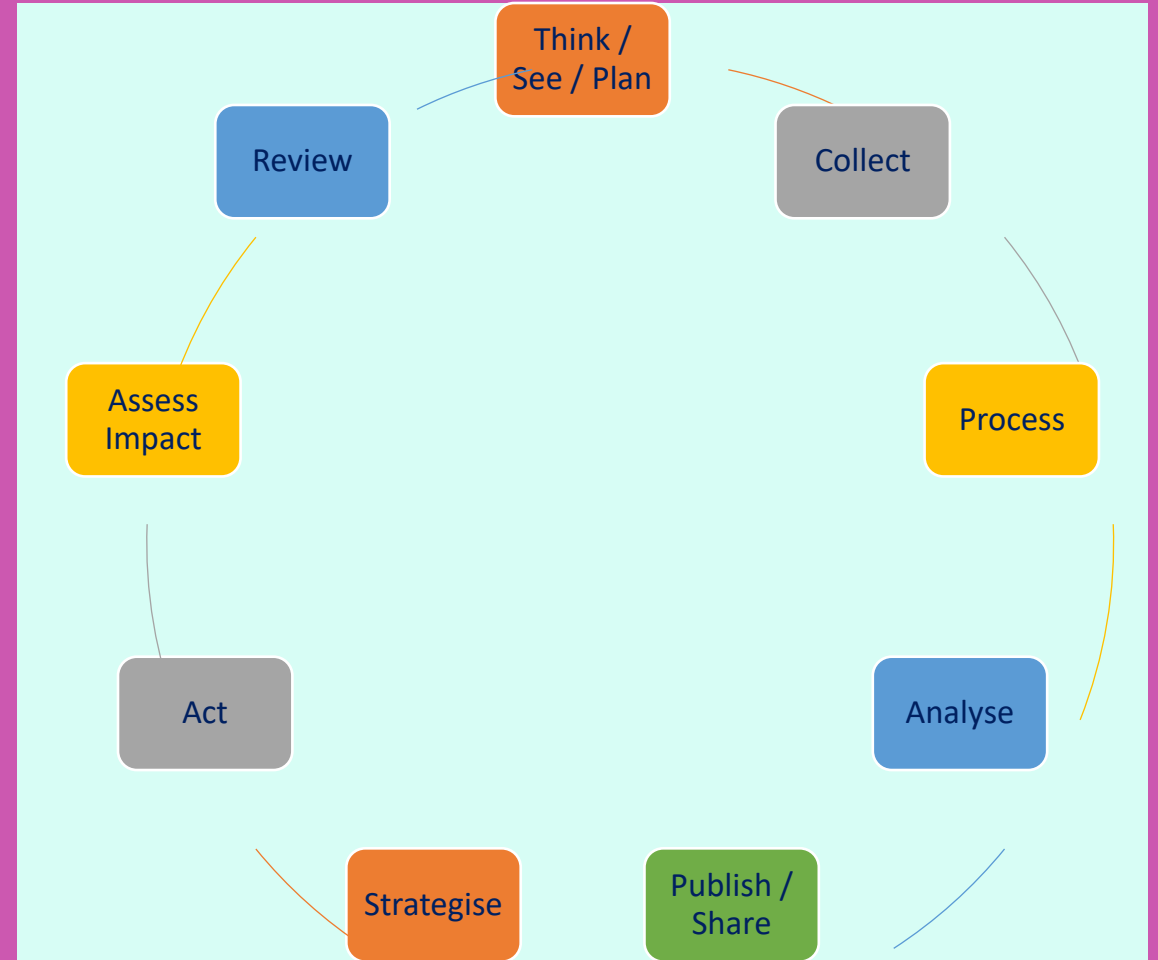 Think /
See / Plan
Collect
Process
Analyse
Publish /
Share
Strategise
Act
Assess
Impact
Review